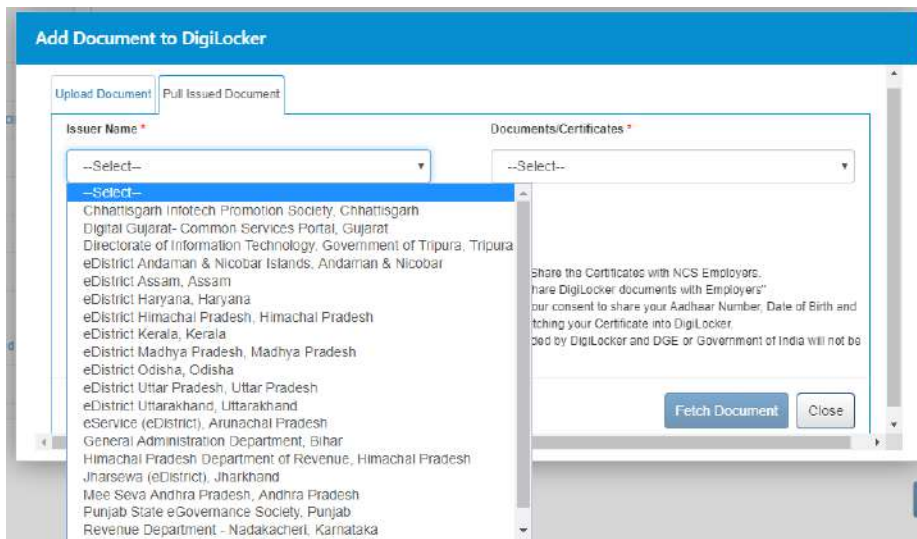 Add Document to DigiLocker
Upload Document Pull Issued Document
Issuer Name * Documents/Certificates *
--Select-- --Select--
--Select--
Chhattisgarh Infotech Promotion Society, Chhattisgarh
Digital Gujarat- Common Services Portal, Gujarat
Directorate of Information Technology, Government of Tripura, Tripura
eDistrict Andaman & Nicobar Islands, Andaman & Nicobar
eDistrict Assam, Assam
eDistrict Haryana, Haryana
eDistrict Himachal Pradesh, Himachal Pradesh
eDistrict Kerala, Kerala
eDistrict Madhya Pradesh, Madhya Pradesh
eDistrict Odisha, Odisha
eDistrict Uttar Pradesh, Uttar Pradesh
eDistrict Uttarakhand, Uttarakhand
eService (eDistrict), Arunachal Pradesh
General Administration Department, Bihar
Himachal Pradesh Department of Revenue, Himachal Pradesh
Jharsewa (eDistrict), Jharkhand
Mee Seva Andhra Pradesh, Andhra Pradesh
Punjab State eGovernance Society, Punjab
Revenue Department - Nadakacheri, Karnataka
Share the Certificates with NCS Employers.
hare DigiLocker documents with Employers"
our consent to share your Aadhaar Number, Date of Birth and
tching your Certificate into DigiLocker.
ded by DigiLocker and DGE or Government of India will not be
Fetch Document Close